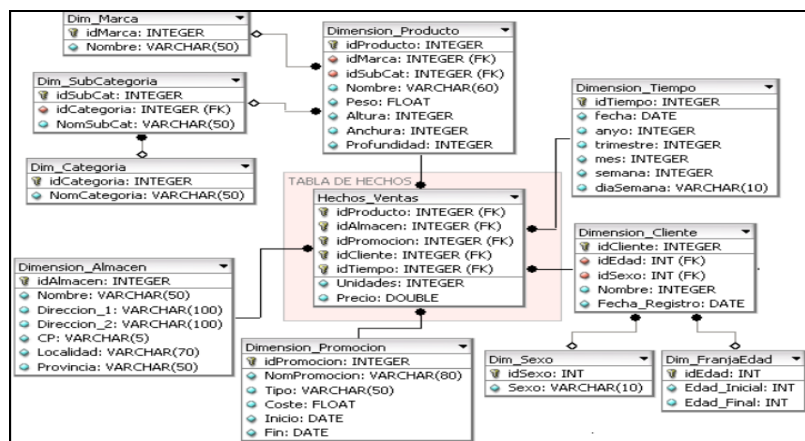 Dim_Marca
idMarca: INTEGER
Nombre: VARCHAR(50)
Dimension_Producto
idProducto: INTEGER
idMarca: INTEGER (FK)
idSubCat: INTEGER (FK)
Nombre: VARCHAR(60)
Peso: FLOAT
Altura: INTEGER
Anchura: INTEGER
Profundidad: INTEGER
Dim_SubCategoria
idSubCat: INTEGER
idCategoria: INTEGER (FK)
NomSubCat: VARCHAR(50)
Dim_Categoria
idCategoria: INTEGER
NomCategoria: VARCHAR(50)
Dimension_Tiempo
idTiempo: INTEGER
fecha: DATE
anyo: INTEGER
trimestre: INTEGER
mes: INTEGER
semana: INTEGER
diaSemana: VARCHAR(10)
TABLA DE HECHOS
Hechos_Ventas
idProducto: INTEGER (FK)
idAlmacen: INTEGER (FK)
idPromocion: INTEGER (FK)
idCliente: INTEGER (FK)
idTiempo: INTEGER (FK)
Unidades: INTEGER
Precio: DOUBLE
Dimension_Cliente
idCliente: INTEGER
idEdad: INT (FK)
idSexo: INT (FK)
Nombre: INTEGER
Fecha_Registro: DATE
Dimension_Almacen
idAlmacen: INTEGER
Nombre: VARCHAR(50)
Direccion_1: VARCHAR(100)
Direccion_2: VARCHAR(100)
CP: VARCHAR(5)
Localidad: VARCHAR(70)
Provincia: VARCHAR(50)
Dimension_Promocion
idPromocion: INTEGER
NomPromocion: VARCHAR(80)
Tipo: VARCHAR(50)
Coste: FLOAT
Inicio: DATE
Fin: DATE
Dim_Sexo
idSexo: INT
Sexo: VARCHAR(10)
Dim_FranjaEdad
idEdad: INT
Edad_Inicial: INT
Edad_Final: INT